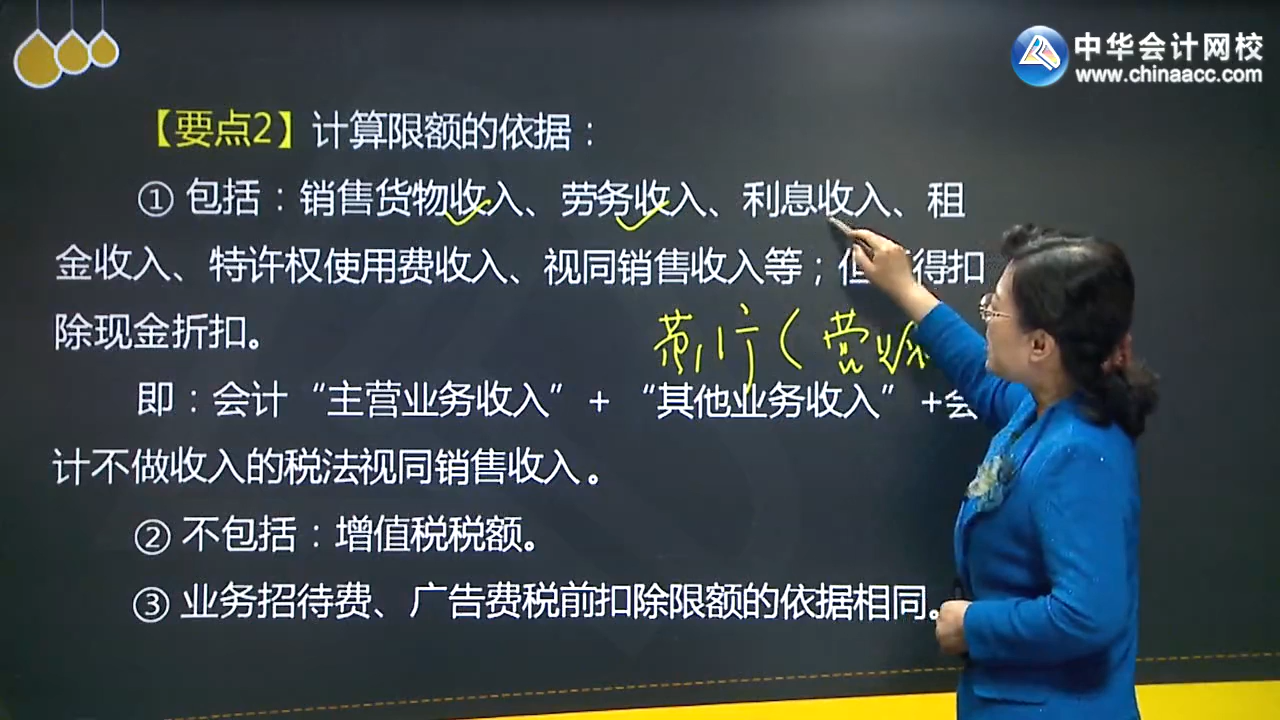 中华会计网校
www.chinaacc.com
【要点2】计算限额的依据：
① 包括：销售货物收入、劳务收入、利息收入、租
金收入、特许权使用费收入、视同销售收入等；但 得扣
除现金折扣。
即：会计“主营业务收入”+ “其他业务收入”+会
计不做收入的税法视同销售收入。
② 不包括：增值税税额。
③ 业务招待费、广告费税前扣除限额的依据相同。